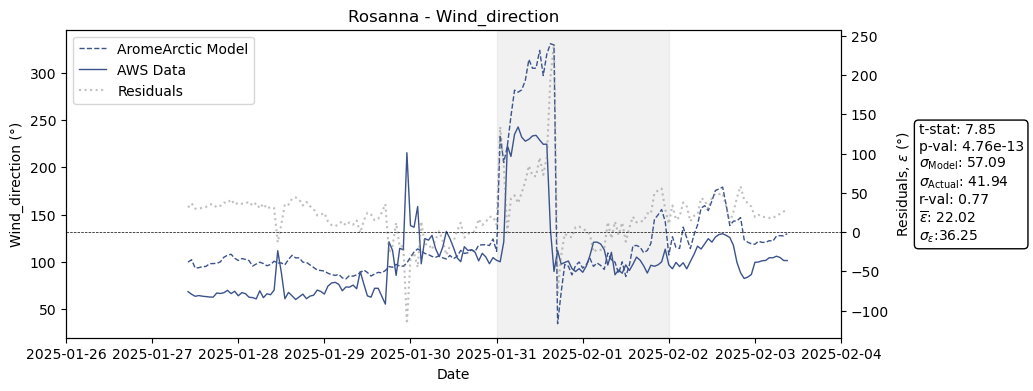 Rosanna - Wind_direction
AromeArctic Model
AWS Data
Residuals
Wind_direction (°)
300
250
200
150
100
50
250
200
150
100
50
0
−50
−100
Residuals, ε (°)
t-stat: 7.85
p-val: 4.76e-13
σModel: 57.09
σActual: 41.94
r-val: 0.77
ε̅: 22.02
σε:36.25
2025-01-26 2025-01-27 2025-01-28 2025-01-29 2025-01-30 2025-01-31 2025-02-01 2025-02-02 2025-02-03 2025-02-04
Date